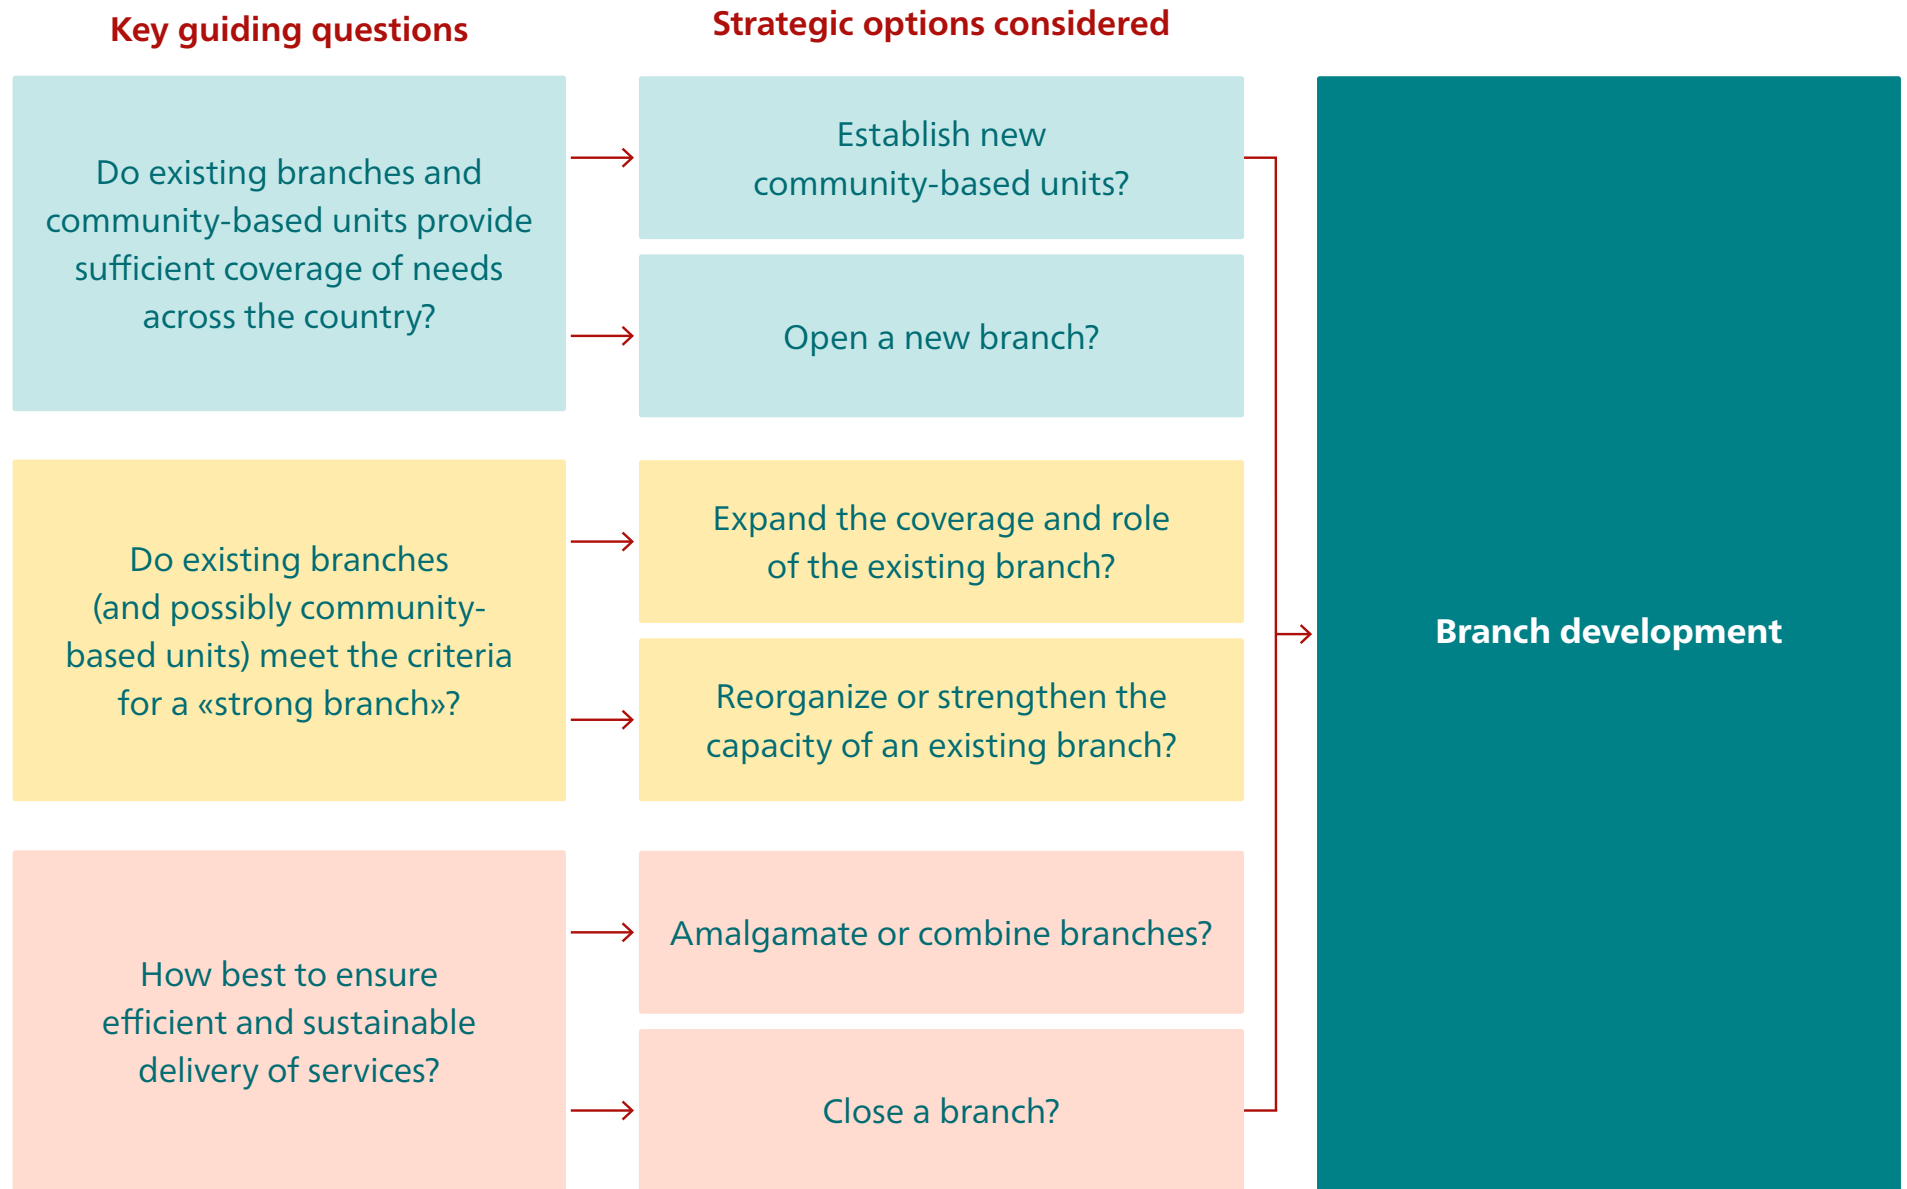 Key guiding questions
Strategic options considered
Do existing branches and
community-based units provide
sufficient coverage of needs
across the country?
Establish new
community-based units?
Open a new branch?
Do existing branches
(and possibly community-
based units) meet the criteria
for a «strong branch»?
Expand the coverage and role
of the existing branch?
Reorganize or strengthen the
capacity of an existing branch?
How best to ensure
efficient and sustainable
delivery of services?
Amalgamate or combine branches?
Close a branch?
Branch development